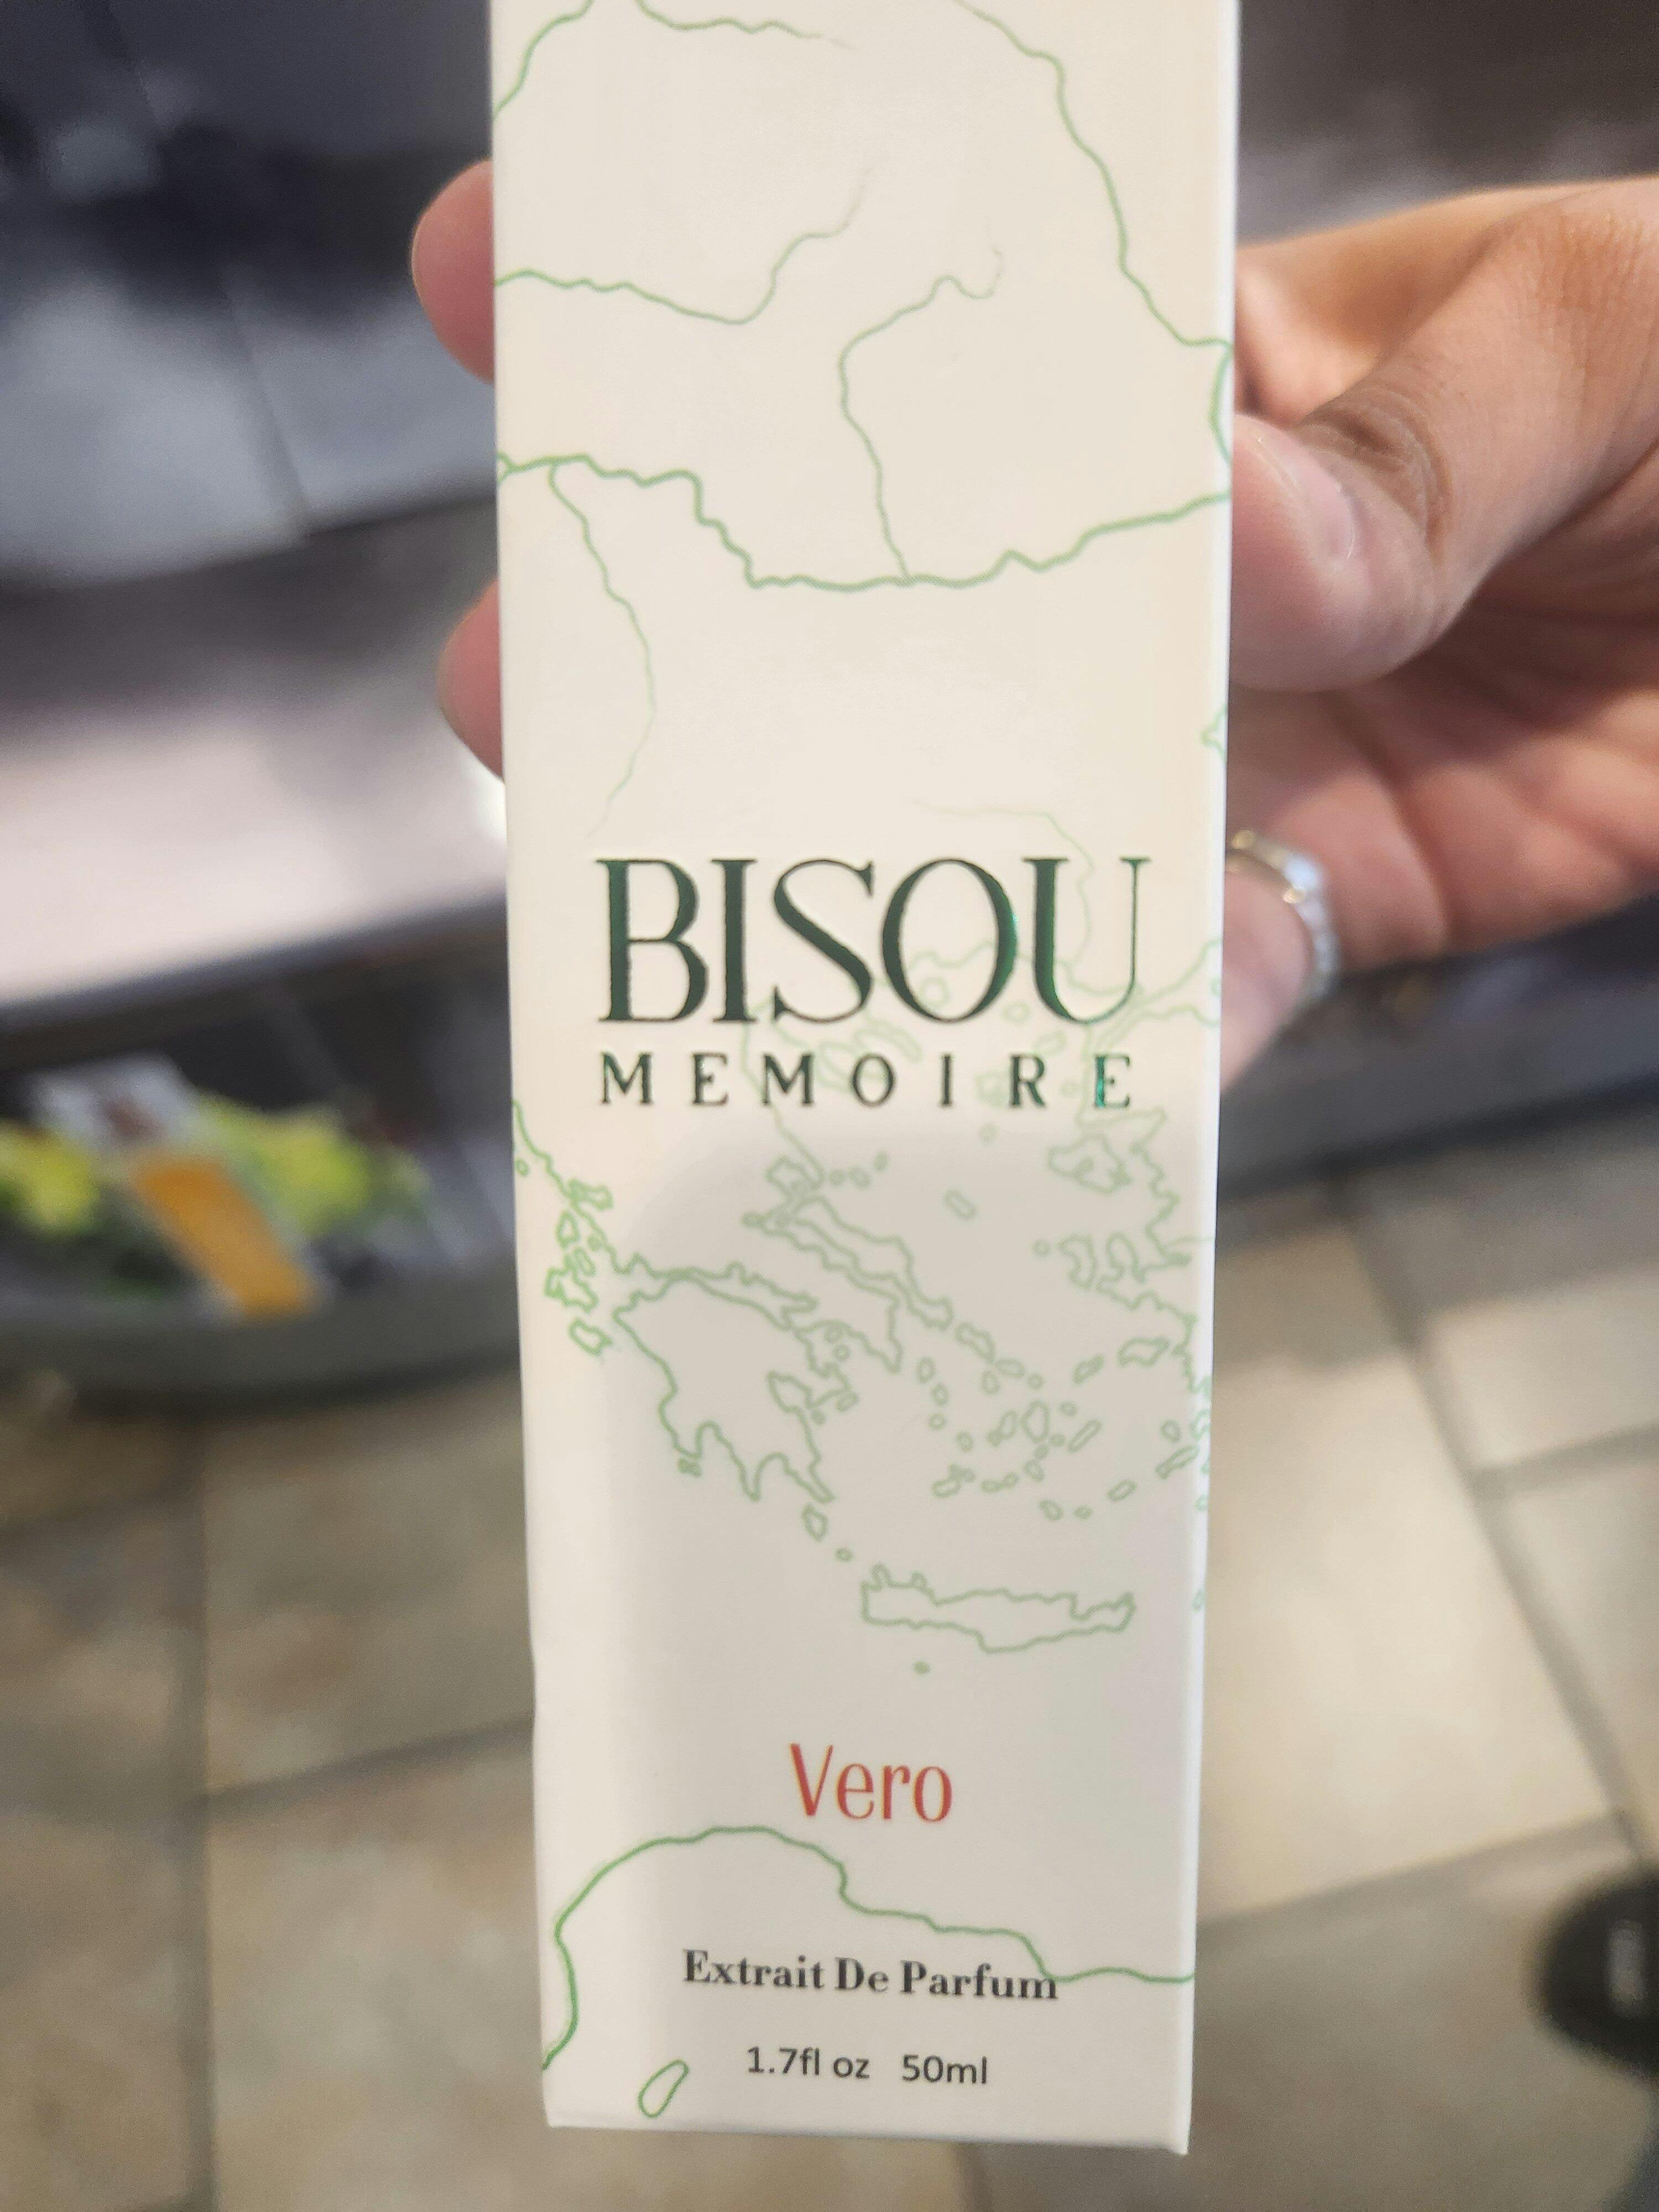 BISOU
MEMOIRE
Vero
Extrait De Parfum
1.7fl oz 50ml